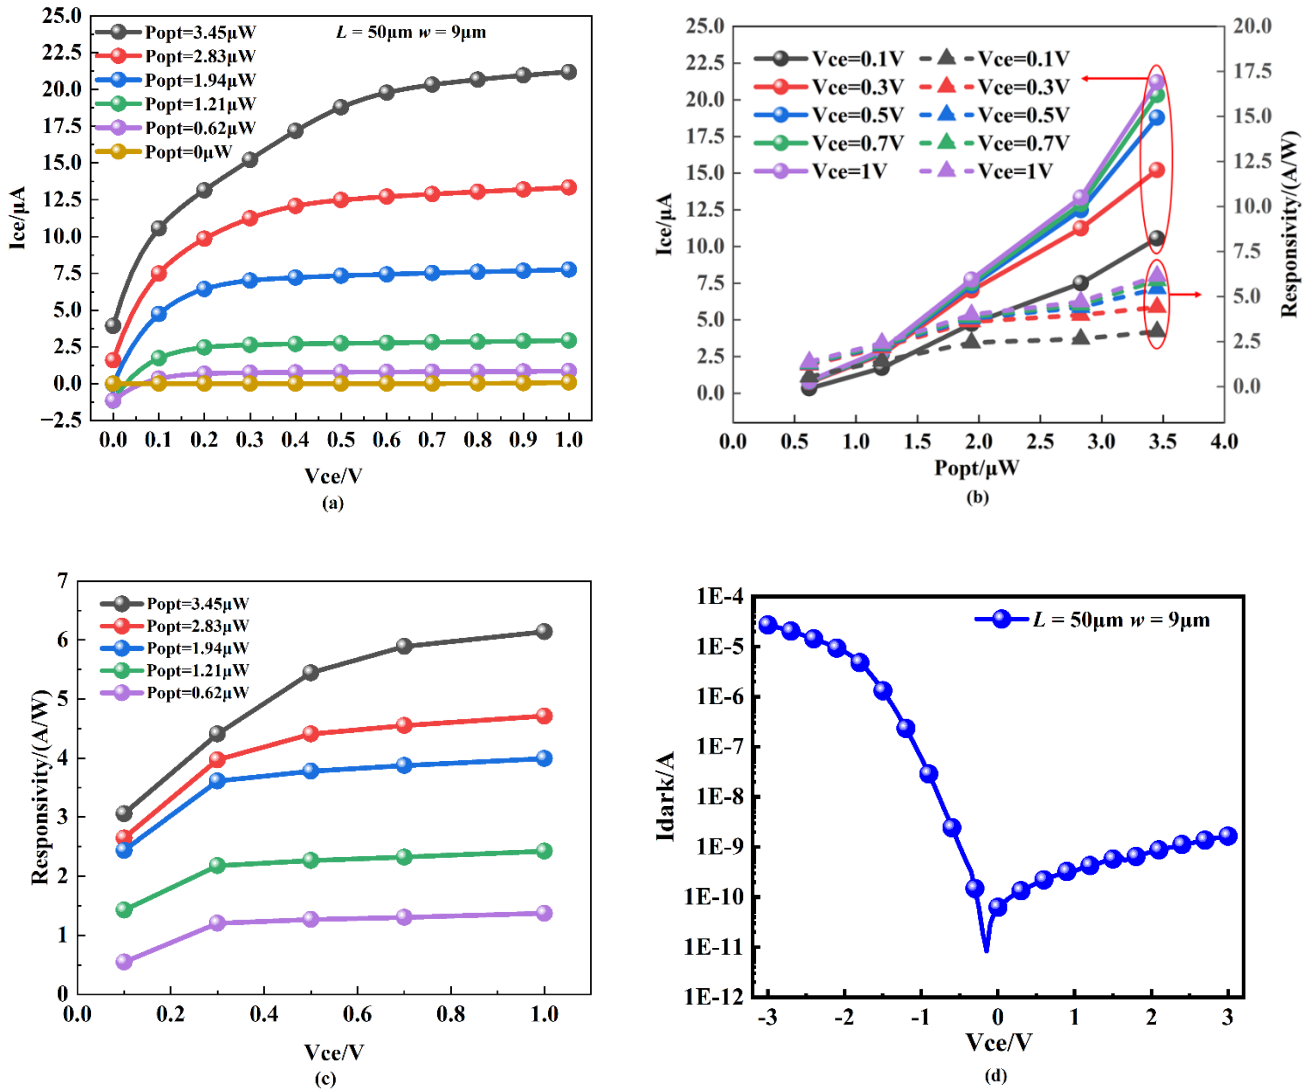 25.0
22.5
20.0
17.5
15.0
12.5
10.0
7.5
5.0
2.5
0.0
−2.5
Ice/μA
Popt=3.45μW
Popt=2.83μW
Popt=1.94μW
Popt=1.21μW
Popt=0.62μW
Popt=0μW
L = 50μm w = 9μm
0.0 0.1 0.2 0.3 0.4 0.5 0.6 0.7 0.8 0.9 1.0
Vce/V
(a)
25.0
22.5
20.0
17.5
15.0
12.5
10.0
7.5
5.0
2.5
0.0
Ice/μA
Vce=0.1V Vce=0.1V
Vce=0.3V Vce=0.3V
Vce=0.5V Vce=0.5V
Vce=0.7V Vce=0.7V
Vce=1V Vce=1V
20.0
17.5
15.0
12.5
10.0
7.5
5.0
2.5
0.0
Responsivity/(A/W)
0.0 0.5 1.0 1.5 2.0 2.5 3.0 3.5 4.0
Popt/μW
(b)
7
6
5
4
3
2
1
0
Responsivity/(A/W)
Popt=3.45μW
Popt=2.83μW
Popt=1.94μW
Popt=1.21μW
Popt=0.62μW
0.0 0.2 0.4 0.6 0.8 1.0
Vce/V
(c)
1E-4
1E-5
1E-6
1E-7
1E-8
1E-9
1E-10
1E-11
1E-12
Idark/A
L = 50μm w = 9μm
-3 -2 -1 0 1 2 3
Vce/V
(d)